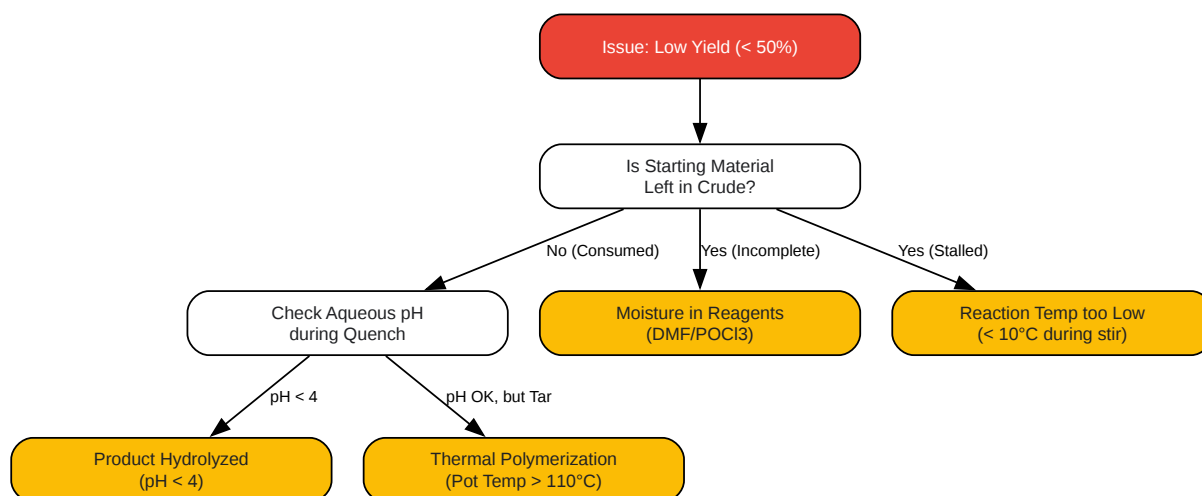 Issue: Low Yield (< 50%)
Is Starting Material
Left in Crude?
No (Consumed)
Yes (Incomplete)
Yes (Stalled)
Check Aqueous pH
during Quench
Moisture in Reagents
(DMF/POCl3)
Reaction Temp too Low
(< 10°C during stir)
pH < 4
pH OK, but Tar
Product Hydrolyzed
(pH < 4)
Thermal Polymerization
(Pot Temp > 110°C)